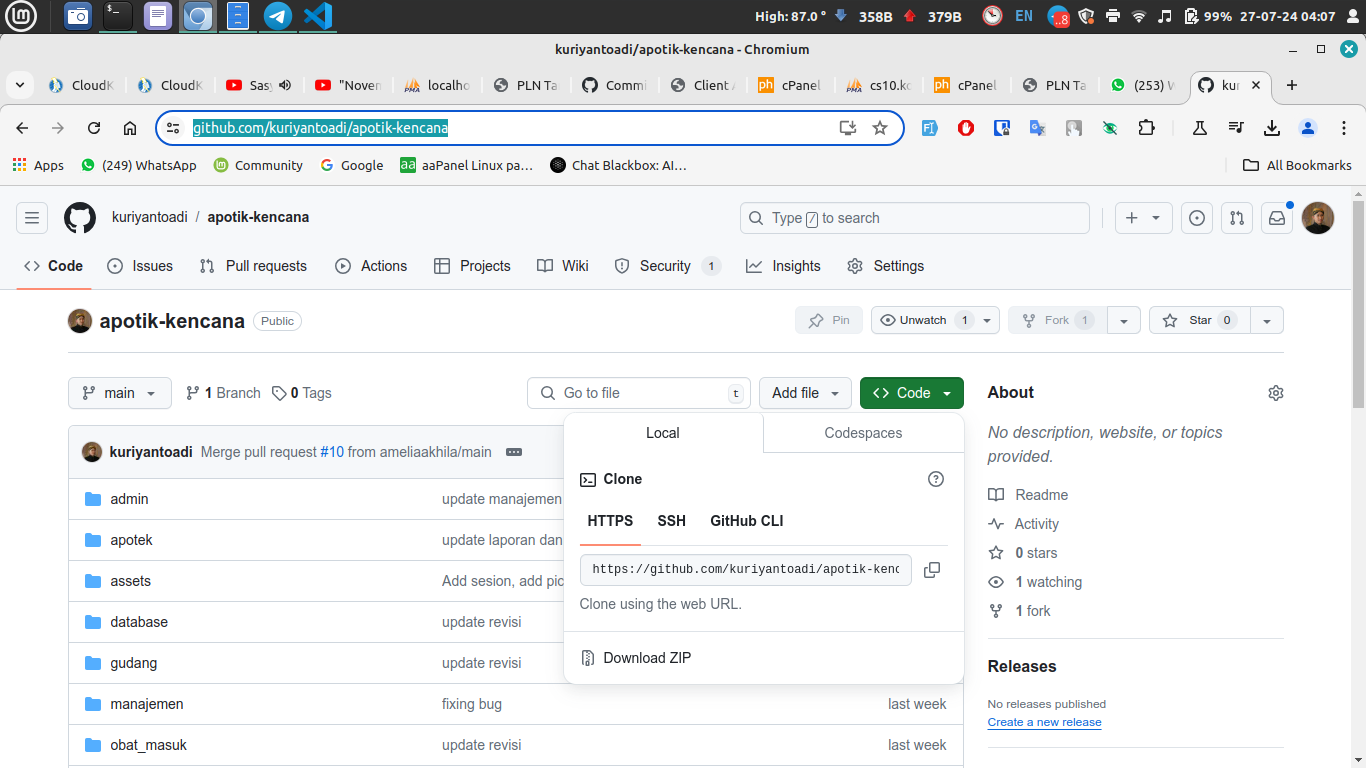 High: 87.0 ° 358B 379B EN ..8 99% 27-07-24 04:07
kuriyantoadi/apotik-kencana - Chromium
CloudK CloudK Sasy "Noven localho PLN Ta Commi Client A cPanel cs10.ko cPanel PLN Ta (253) W kur
github.com/kuriyantoadi/apotik-kencana
Apps (249) WhatsApp Community Google aaPanel Linux pa… Chat Blackbox: AI… All Bookmarks
kuriyantoadi / apotik-kencana Type / to search
Code Issues Pull requests Actions Projects Wiki Security 1 Insights Settings
apotik-kencana Public Pin Unwatch 1 Fork 1 Star 0
main 1 Branch 0 Tags Go to file t Add file Code About
Local Codespaces
No description, website, or topics
provided.
kuriyantoadi Merge pull request #10 from ameliaakhila/main
Clone
HTTPS SSH GitHub CLI
https://github.com/kuriyantoadi/apotik-kenc
Clone using the web URL.
Download ZIP
admin update manajemen
apotek update laporan dan
assets Add sesion, add pic
database update revisi
gudang update revisi
manajemen fixing bug last week
obat_masuk update revisi last week
Readme
Activity
0 stars
1 watching
1 fork
Releases
No releases published
Create a new release